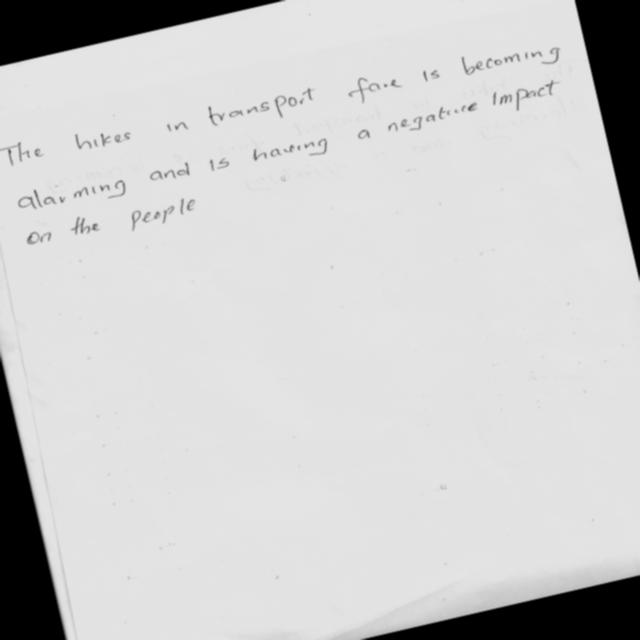 The hikes in transport fare is becoming
alarming and is having a negative impact
on the people